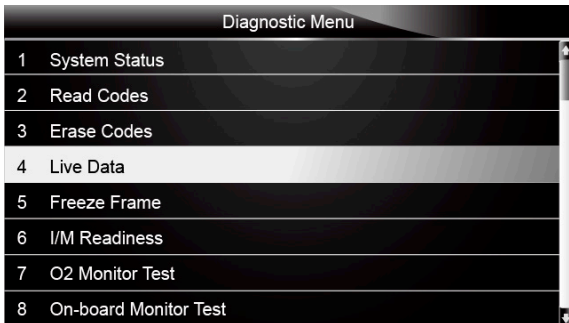 Diagnostic Menu
1 System Status
2 Read Codes
3 Erase Codes
4 Live Data
5 Freeze Frame
6 I/M Readiness
7 O2 Monitor Test
8 On-board Monitor Test